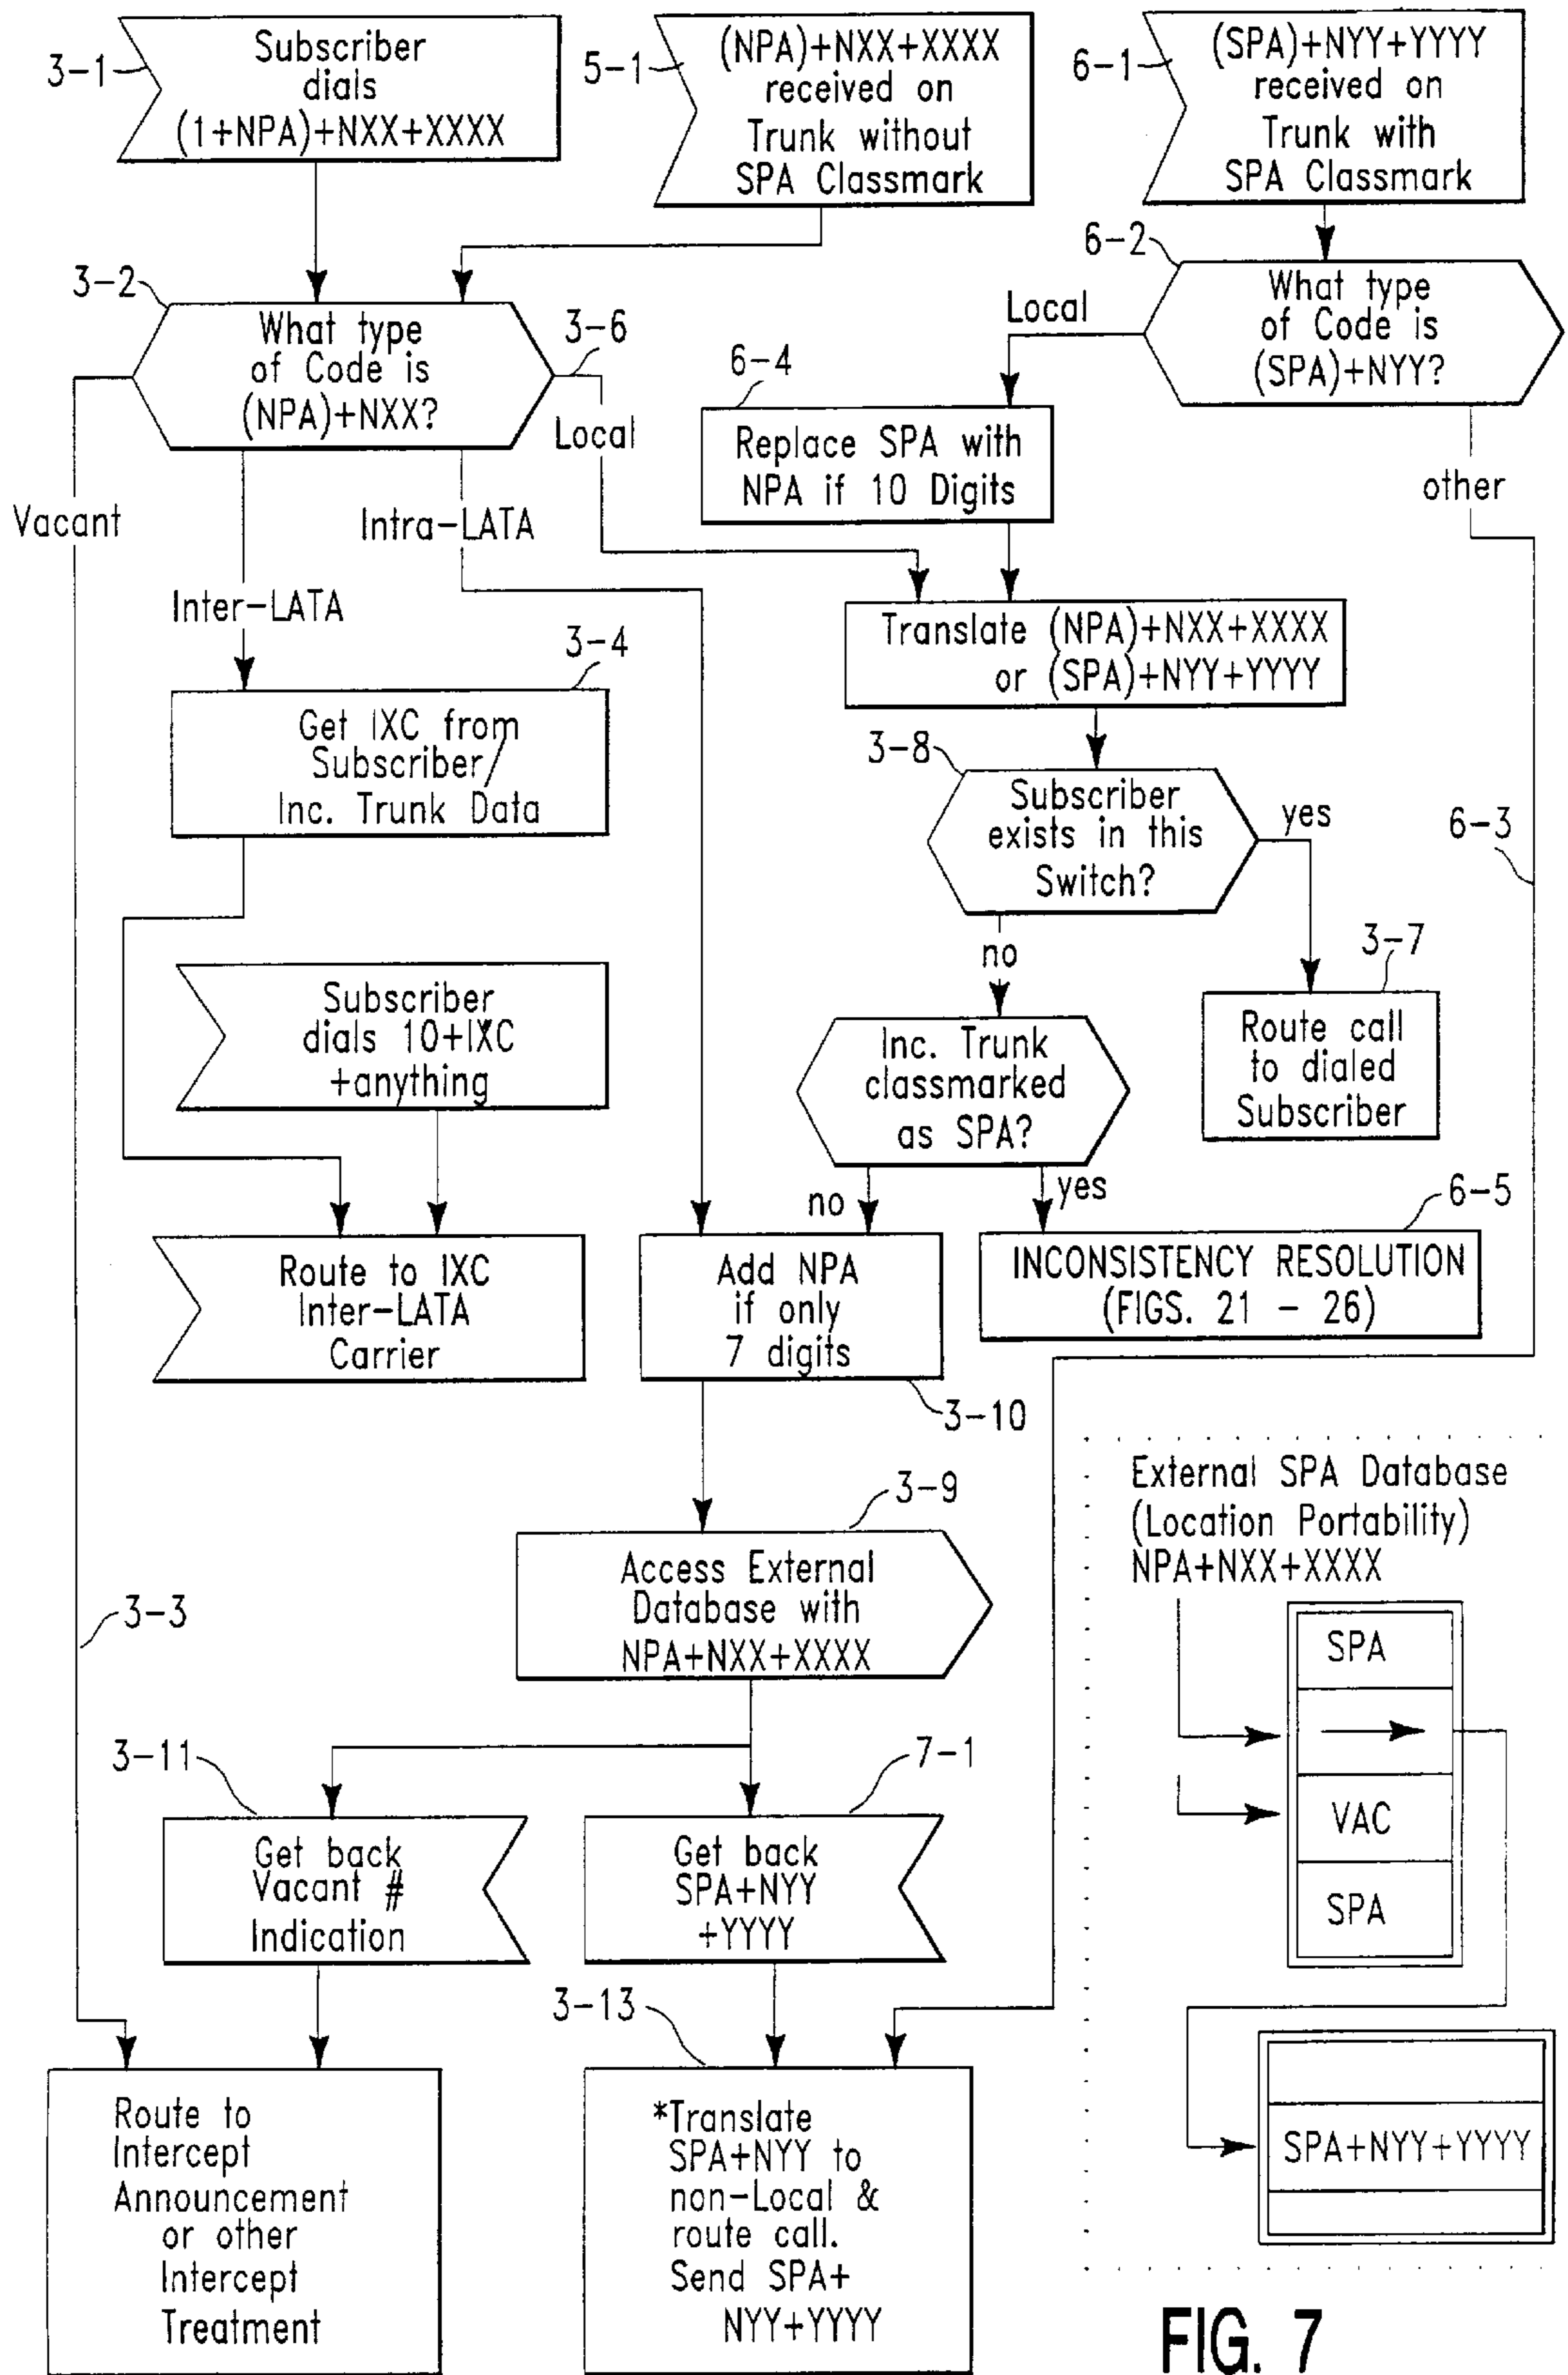 3-1
Subscriber
dials
(1+NPA)+NXX+XXXX
5-1
(NPA)+NXX+XXXX
received on
Trunk without
SPA Classmark
6-1
(SPA)+NYY+YYYY
received on
Trunk with
SPA Classmark
3-2
What type
of Code is
(NPA)+NXX?
3-6
Local
Vacant
Inter-LATA
Intra-LATA
6-2
What type
of Code is
(SPA)+NYY?
Local
other
6-4
Replace SPA with
NPA if 10 Digits
Translate (NPA)+NXX+XXXX
or (SPA)+NYY+YYYY
3-4
Get IXC from
Subscriber/
Inc. Trunk Data
3-8
Subscriber
exists in this
Switch?
yes
no
6-3
3-7
Route call
to dialed
Subscriber
Subscriber
dials 10+IXC
+anything
Inc. Trunk
classmarked
as SPA?
no
yes
6-5
INCONSISTENCY RESOLUTION
(FIGS. 21 - 26)
Route to IXC
Inter-LATA
Carrier
Add NPA
if only
7 digits
3-10
3-9
Access External
Database with
NPA+NXX+XXXX
3-3
3-11
Get back
Vacant #
Indication
7-1
Get back
SPA+NYY
+YYYY
3-13
Route to
Intercept
Announcement
or other
Intercept
Treatment
*Translate
SPA+NYY to
non-Local &
route call.
Send SPA+
NYY+YYYY
External SPA Database
(Location Portability)
NPA+NXX+XXXX
SPA
VAC
SPA
SPA+NYY+YYYY
FIG. 7